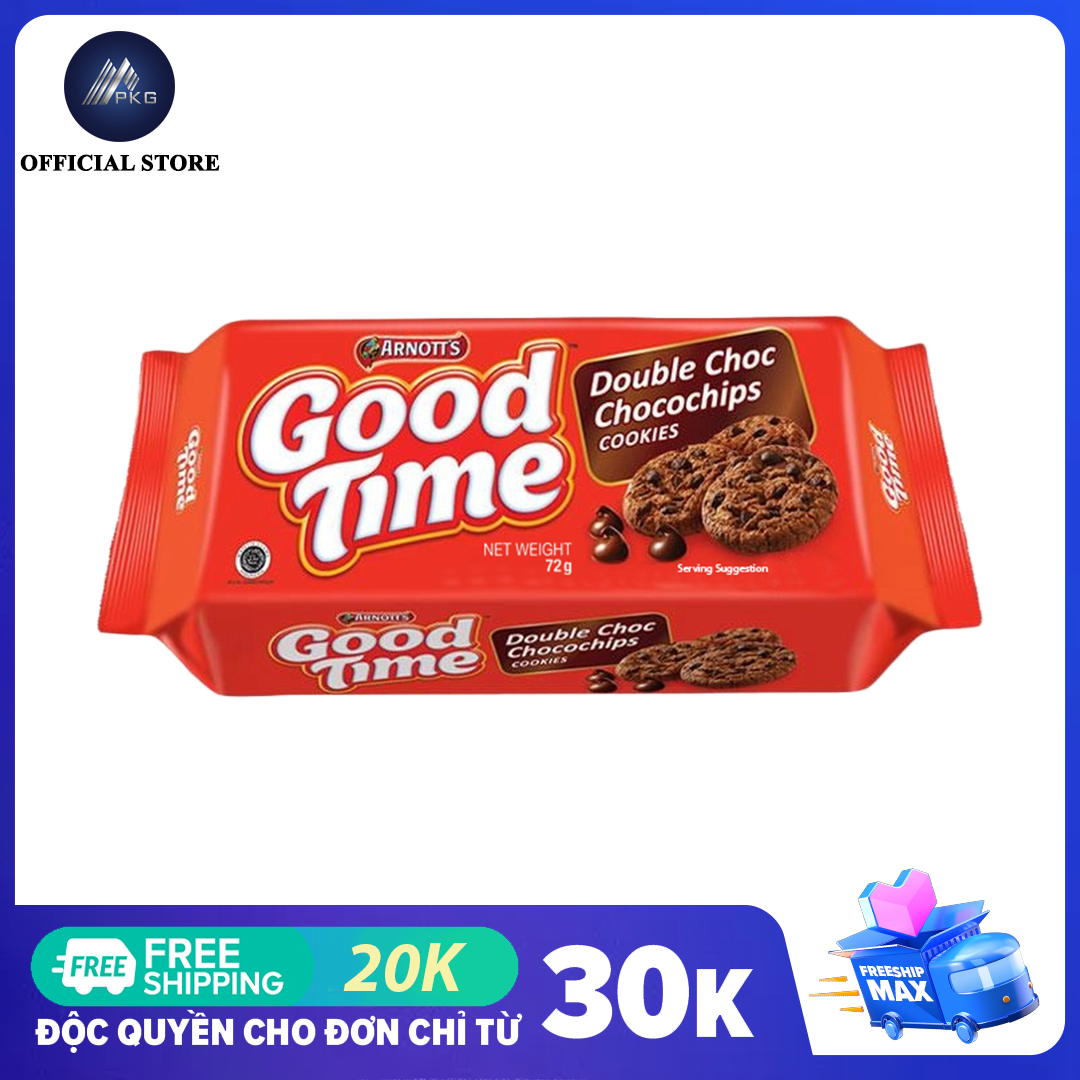 PKG
OFFICIAL STORE
ARNOTT'S
Good
Time
™
Double Choc
Chocochips
COOKIES
NET WEIGHT
72g
Serving Suggestion
Good
Time
Good
Time
ARNOTT'S
Good
Time
Double Choc
Chocochips
COOKIES
FREE
FREE
SHIPPING
20K
ĐỘC QUYỀN CHO ĐƠN CHỈ TỪ
30K
FREESHIP
MAX